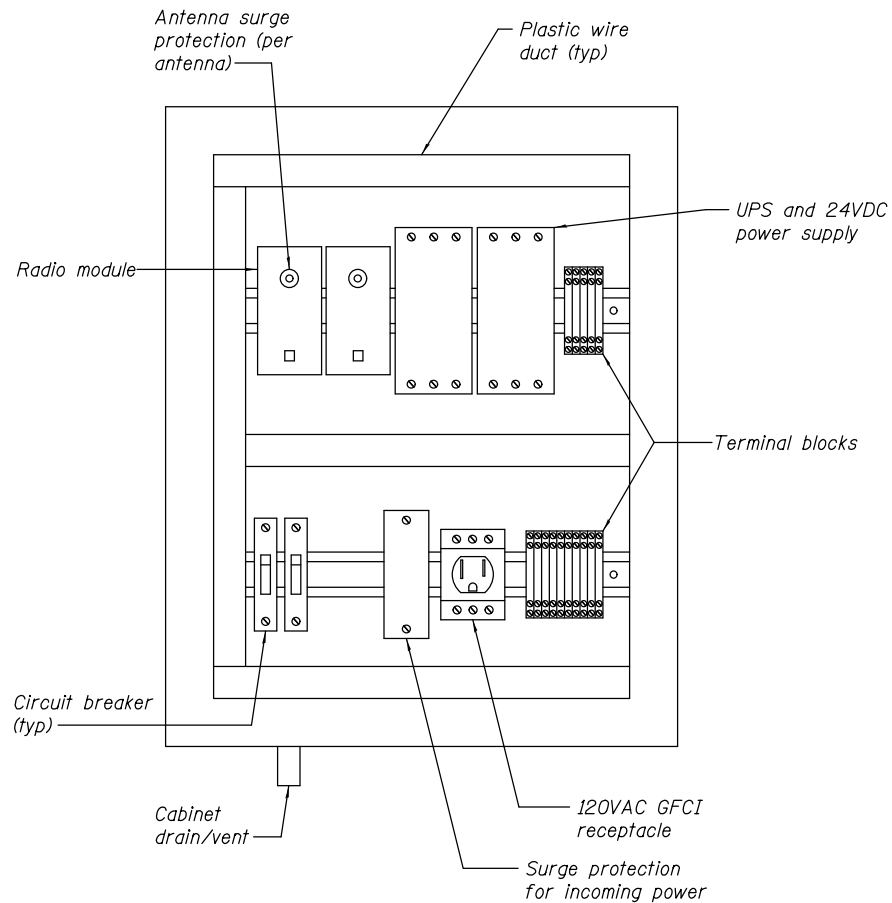 Antenna surge
protection (per
antenna)
Plastic wire
duct (typ)
UPS and 24VDC
power supply
Radio module
Terminal blocks
Circuit breaker
(typ)
Cabinet
drain/vent
120VAC GFCI
receptacle
Surge protection
for incoming power